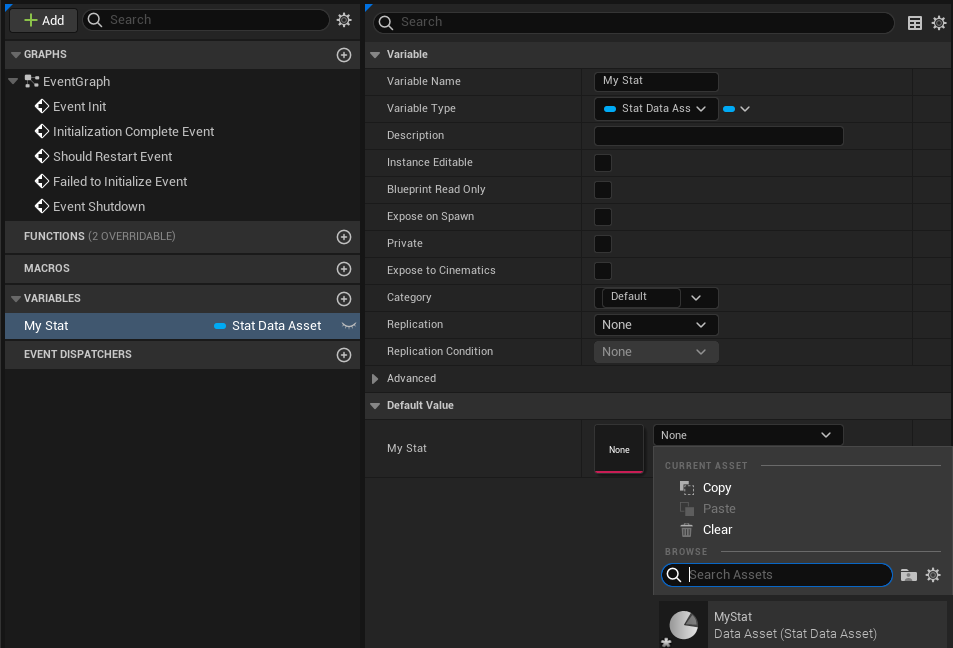 Add
Search
GRAPHS
EventGraph
Event Init
Initialization Complete Event
Should Restart Event
Failed to Initialize Event
Event Shutdown
FUNCTIONS (2 OVERRIDABLE)
MACROS
VARIABLES
My Stat Stat Data Asset
EVENT DISPATCHERS
Search
Variable
Variable Name My Stat
Variable Type Stat Data Ass
Description
Instance Editable
Blueprint Read Only
Expose on Spawn
Private
Expose to Cinematics
Category Default
Replication None
Replication Condition None
Advanced
Default Value
My Stat None None
CURRENT ASSET
Copy
Paste
Clear
BROWSE
Search Assets
MyStat
Data Asset (Stat Data Asset)